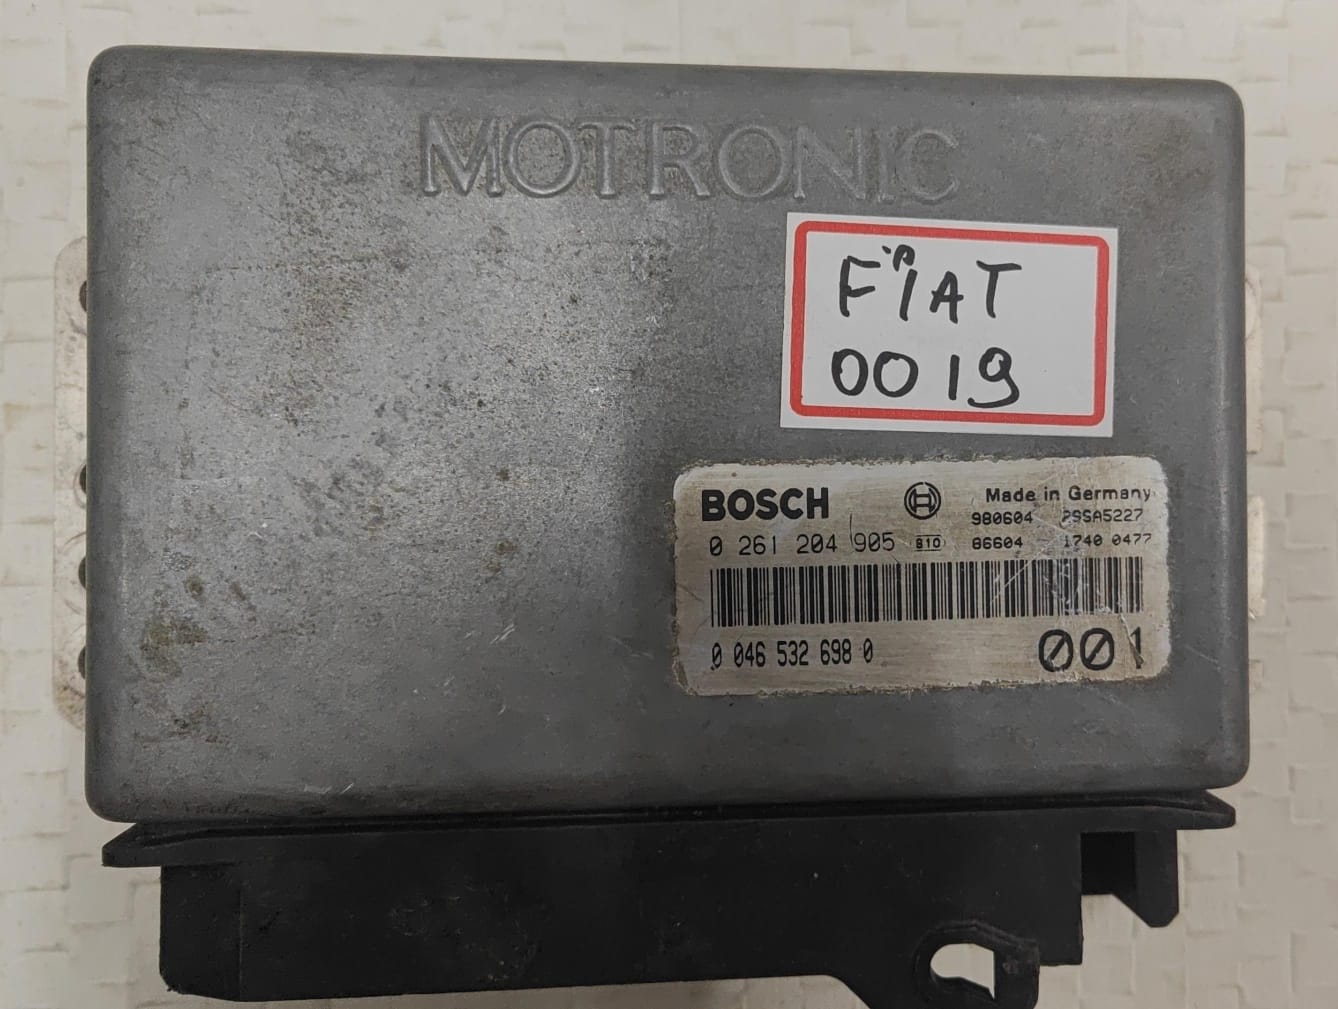 MOTRONIC
FIAT
0019
BOSCH
Made in Germany
980604 29SA5227
0 261 204 905 B10 86604 1740 0477
0 046 532 698 0
001